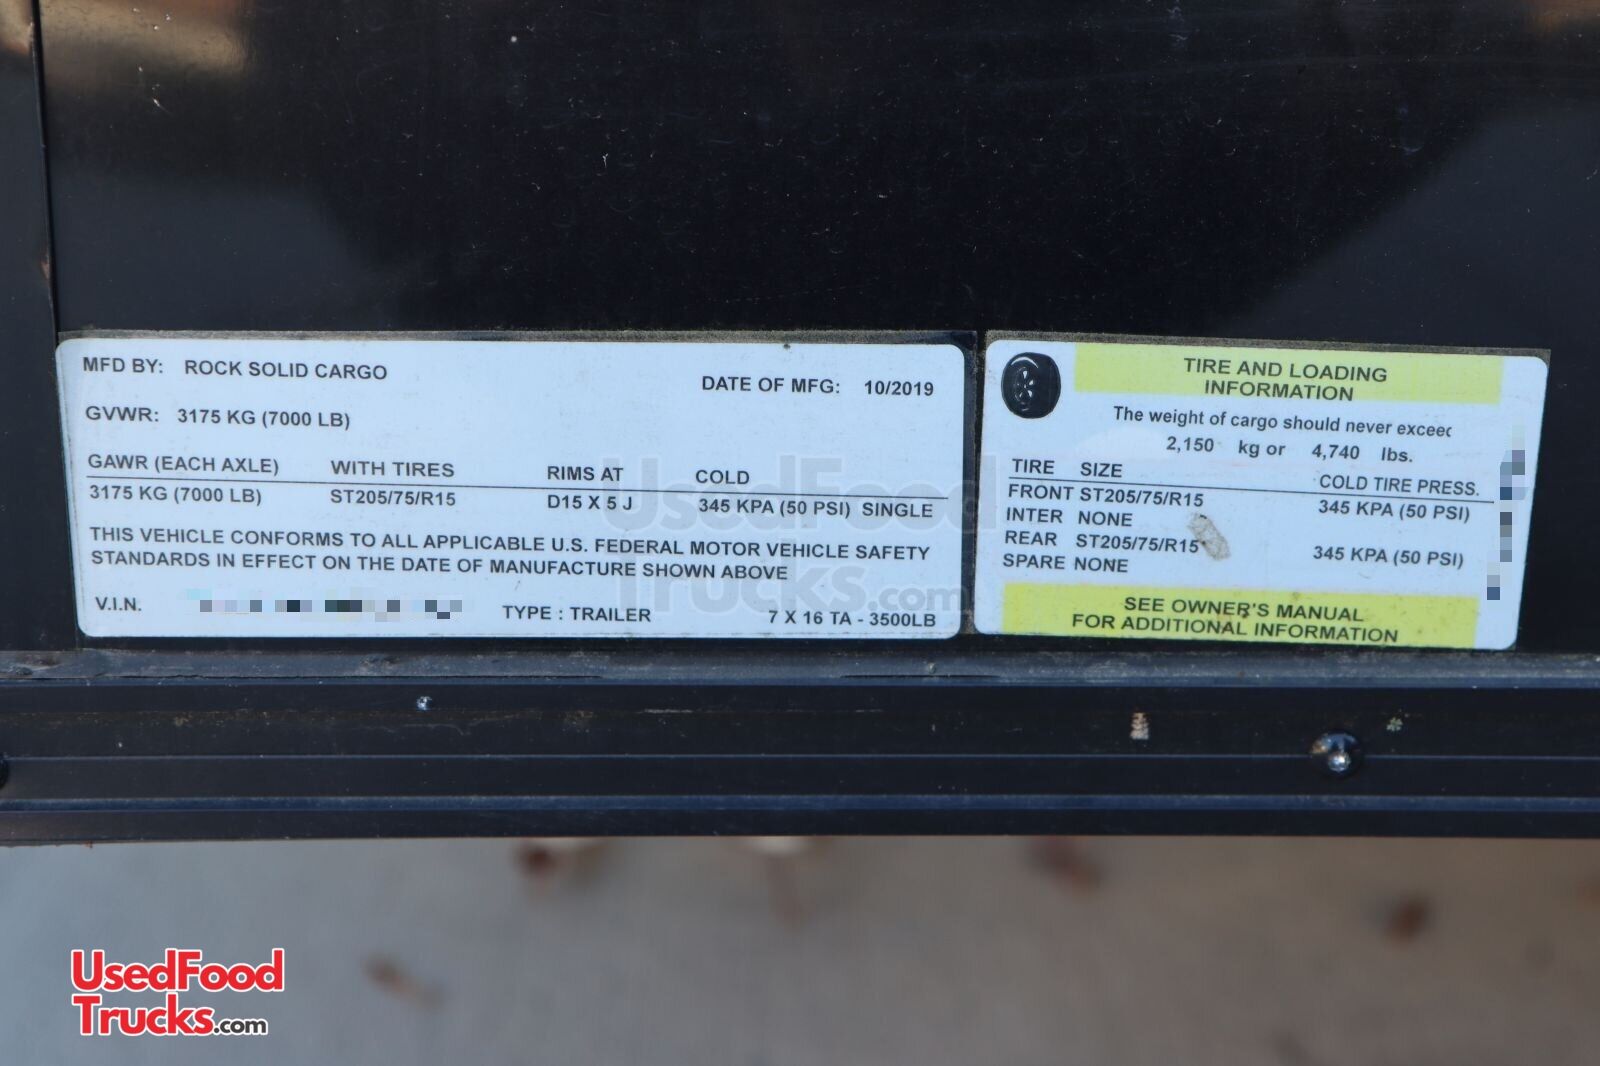 MFD BY: ROCK SOLID CARGO
DATE OF MFG: 10/2019
GVWR: 3175 KG (7000 LB)
GAWR (EACH AXLE) WITH TIRES RIMS AT COLD
3175 KG (7000 LB) ST205/75/R15 D15 X 5 J 345 KPA (50 PSI) SINGLE
THIS VEHICLE CONFORMS TO ALL APPLICABLE U.S. FEDERAL MOTOR VEHICLE SAFETY
STANDARDS IN EFFECT ON THE DATE OF MANUFACTURE SHOWN ABOVE
V.I.N. TYPE : TRAILER 7 X 16 TA - 3500LB
TIRE AND LOADING
INFORMATION
The weight of cargo should never exceec
2,150 kg or 4,740 lbs.
TIRE SIZE COLD TIRE PRESS.
FRONT ST205/75/R15 345 KPA (50 PSI)
INTER NONE
REAR ST205/75/R15 345 KPA (50 PSI)
SPARE NONE
SEE OWNER'S MANUAL
FOR ADDITIONAL INFORMATION
UsedFood
Trucks.com
UsedFood
Trucks.com